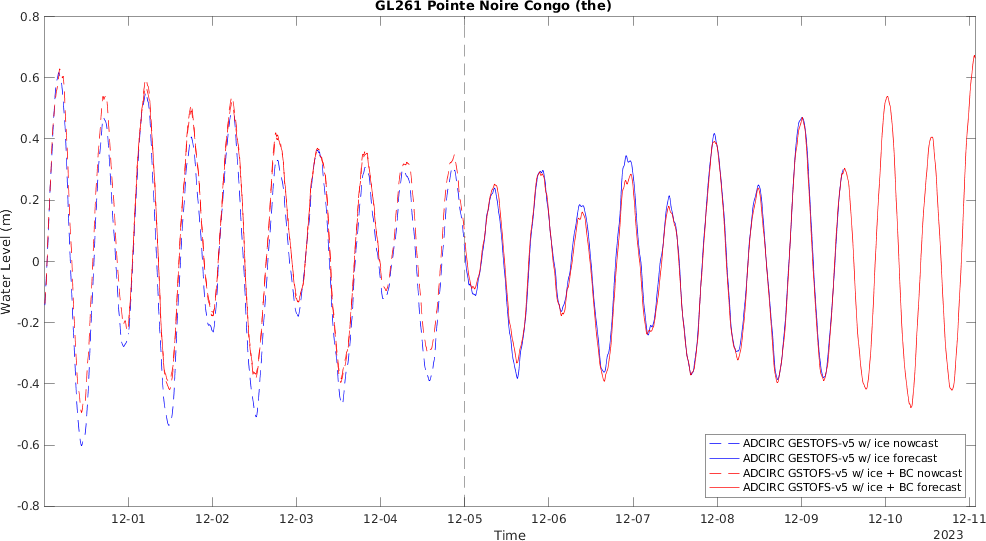 GL261 Pointe Noire Congo (the)
0.8
0.6
0.4
0.2
0
-0.2
-0.4
-0.6
-0.8
Water Level (m)
12-01 12-02 12-03 12-04 12-05 12-06 12-07 12-08 12-09 12-10 12-11
Time
2023
ADCIRC GESTOFS-v5 w/ ice nowcast
ADCIRC GESTOFS-v5 w/ ice forecast
ADCIRC GSTOFS-v5 w/ ice + BC nowcast
ADCIRC GSTOFS-v5 w/ ice + BC forecast